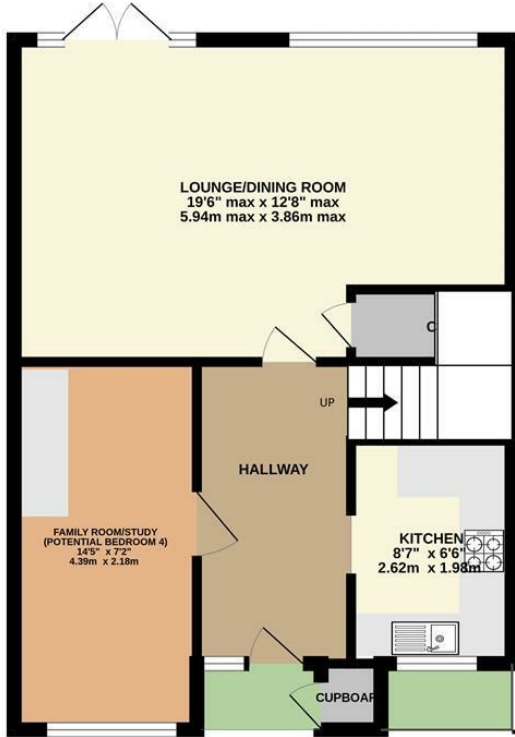 LOUNGE/DINING ROOM
19'6" max x 12'8" max
5.94m max x 3.86m max
C
UP
HALLWAY
FAMILY ROOM/STUDY
(POTENTIAL BEDROOM 4)
14'5" x 7'2"
4.39m x 2.18m
KITCHEN
8'7" x 6'6"
2.62m x 1.98m
CUPBOAR